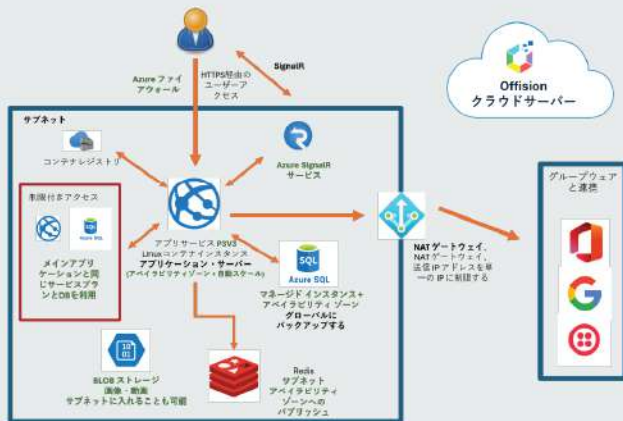 SignalR
Azure ファイ
アウォール
HTTPS経由の
ユーザーア
クセス
Offision
クラウドサーバー
サブネット
コンテナレジストリ
Azure SignalR
サービス
制限付きアクセス
Azure SQL
メインアプリ
ケーションと同
じサービスプラ
ンとDBを利用
アプリサービス P3V3
Linuxコンテナインスタンス
アプリケーション・サーバー
(アベイラビリティゾーン・自動スケール)
SQL
Azure SQL
マネージド インスタンス+
アベイラビリティ ゾーン
グローバルに
バックアップする
NAT ゲートウェイ、
NAT ゲートウェイ、
送信 IP アドレスを単
一の IP に制限する
グループウェア
と連携
10
01
BLOB ストレージ
画像・動画
サブネットに入れることも可能
Redis
サブネット
アベイラビリティ
ゾーンへの
パブリッシュ